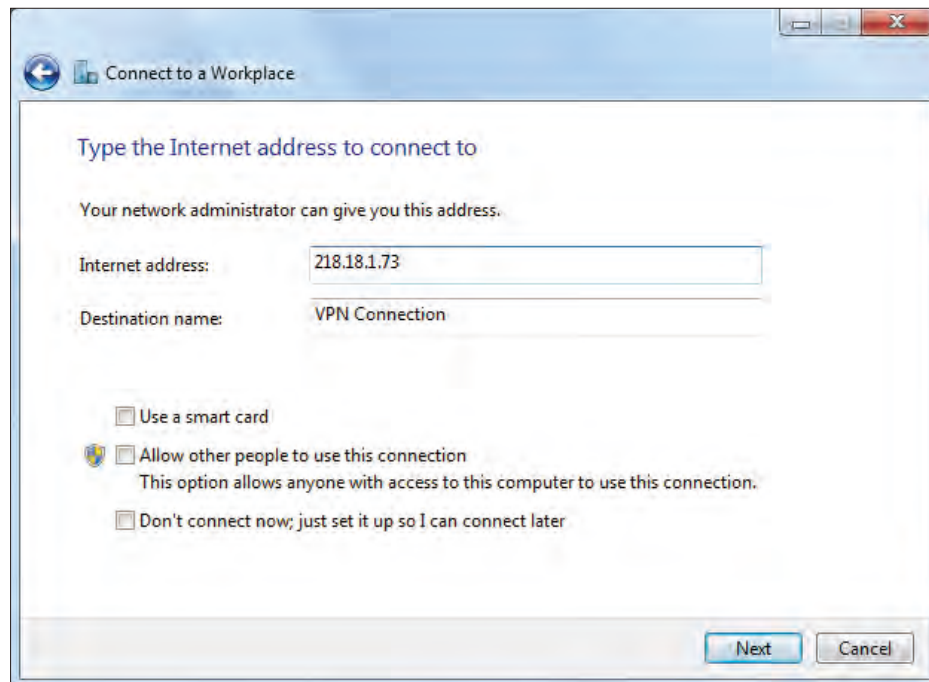 Connect to a Workplace
Type the Internet address to connect to
Your network administrator can give you this address.
Internet address: 218.18.1.73
Destination name: VPN Connection
Use a smart card
Allow other people to use this connection
This option allows anyone with access to this computer to use this connection.
Don't connect now; just set it up so I can connect later
Next Cancel